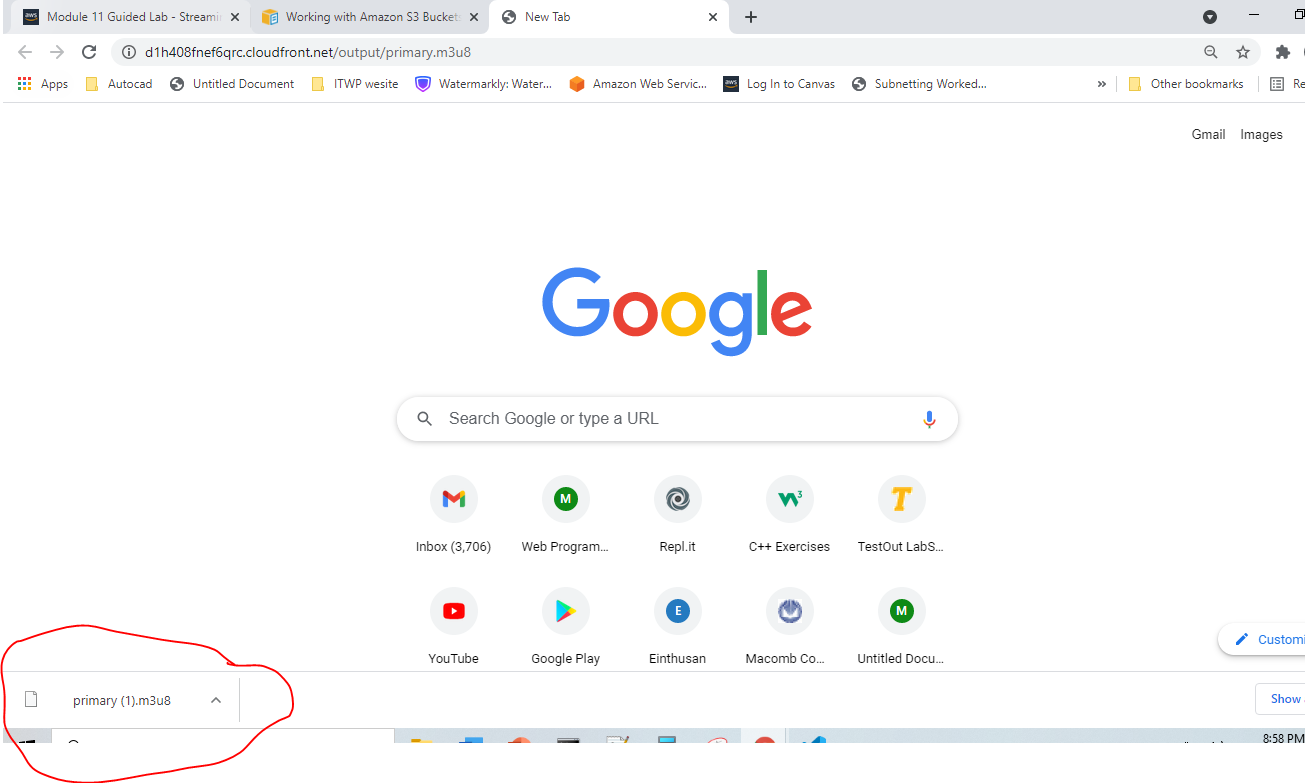 aws Module 11 Guided Lab - Streami
Working with Amazon S3 Bucket
New Tab
d1h408fnef6qrc.cloudfront.net/output/primary.m3u8
Apps Autocad Untitled Document ITWP wesite Watermarkly: Water... Amazon Web Servic... aws Log In to Canvas Subnetting Worked... » Other bookmarks Re
Gmail Images
Google
Search Google or type a URL
M W3 T
Inbox (3,706) Web Program... Repl.it C++ Exercises TestOut LabS...
E M
YouTube Google Play Einthusan Macomb Co... Untitled Docu...
Customi
primary (1).m3u8
Show
8:58 PM